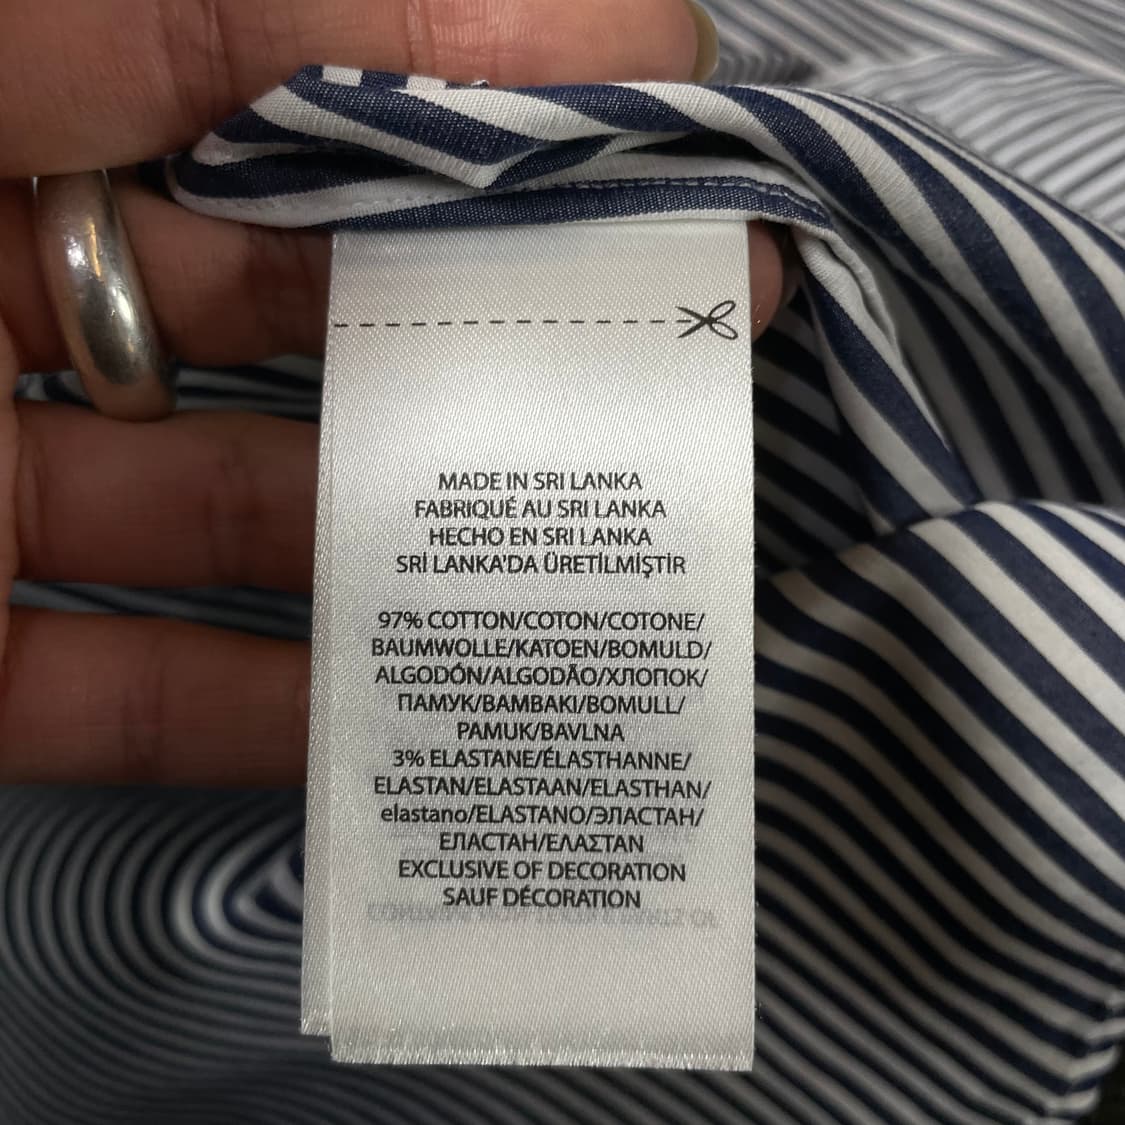 MADE IN SRI LANKA
FABRIQUÉ AU SRI LANKA
HECHO EN SRI LANKA
SRİ LANKA'DA ÜRETİLMİŞTİR
97% COTTON/COTON/COTONE/
BAUMWOLLE/KATOEN/BOMULD/
ALGODÓN/ALGODÃO/ХЛОПОК/
ПАМУК/ΒΑΜΒΑΚΙ/BOMULL/
PAMUK/BAVLNA
3% ELASTANE/ÉLASTHANNE/
ELASTAN/ELASTAAN/ELASTHAN/
elastano/ELASTANO/ЭЛАСТАН/
ЕЛАСТАН/ΕΛΑΣΤΑΝ
EXCLUSIVE OF DECORATION
SAUF DÉCORATION